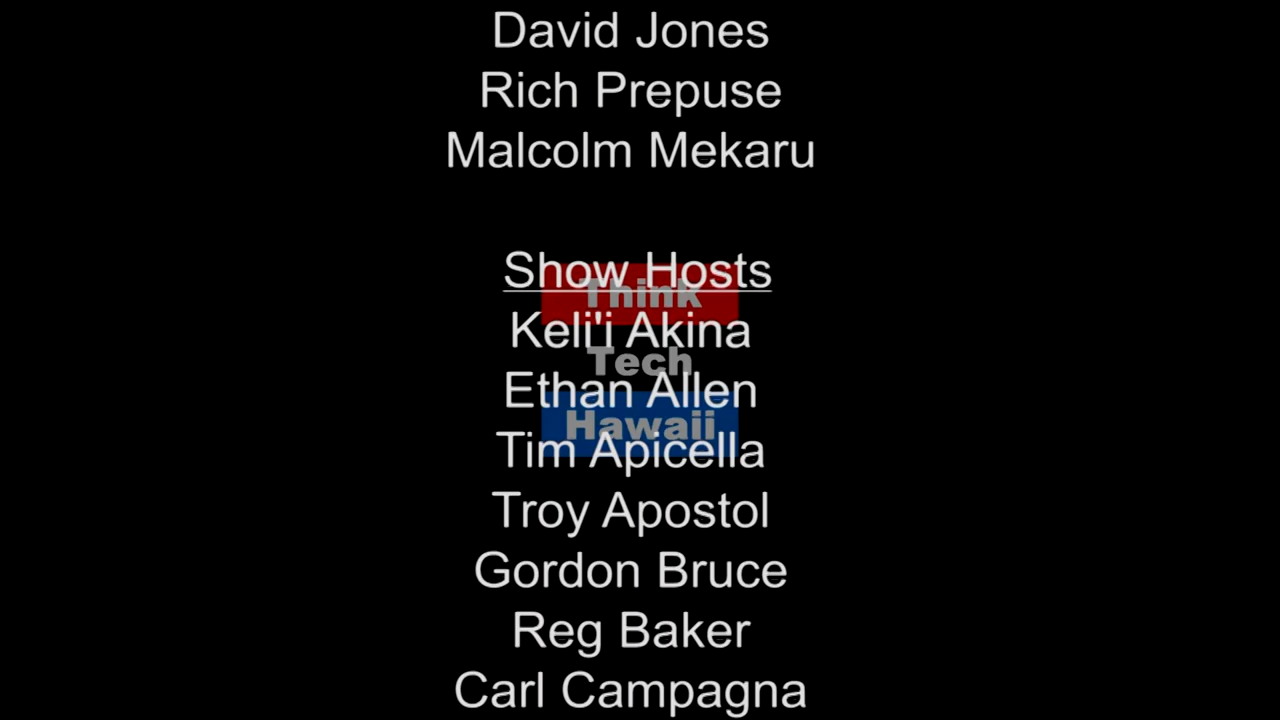 David Jones
Rich Prepuse
Malcolm Mekaru
Show Hosts
Think
Keli'i Akina
Tech
Ethan Allen
Hawaii
Tim Apicella
Troy Apostol
Gordon Bruce
Reg Baker
Carl Campagna